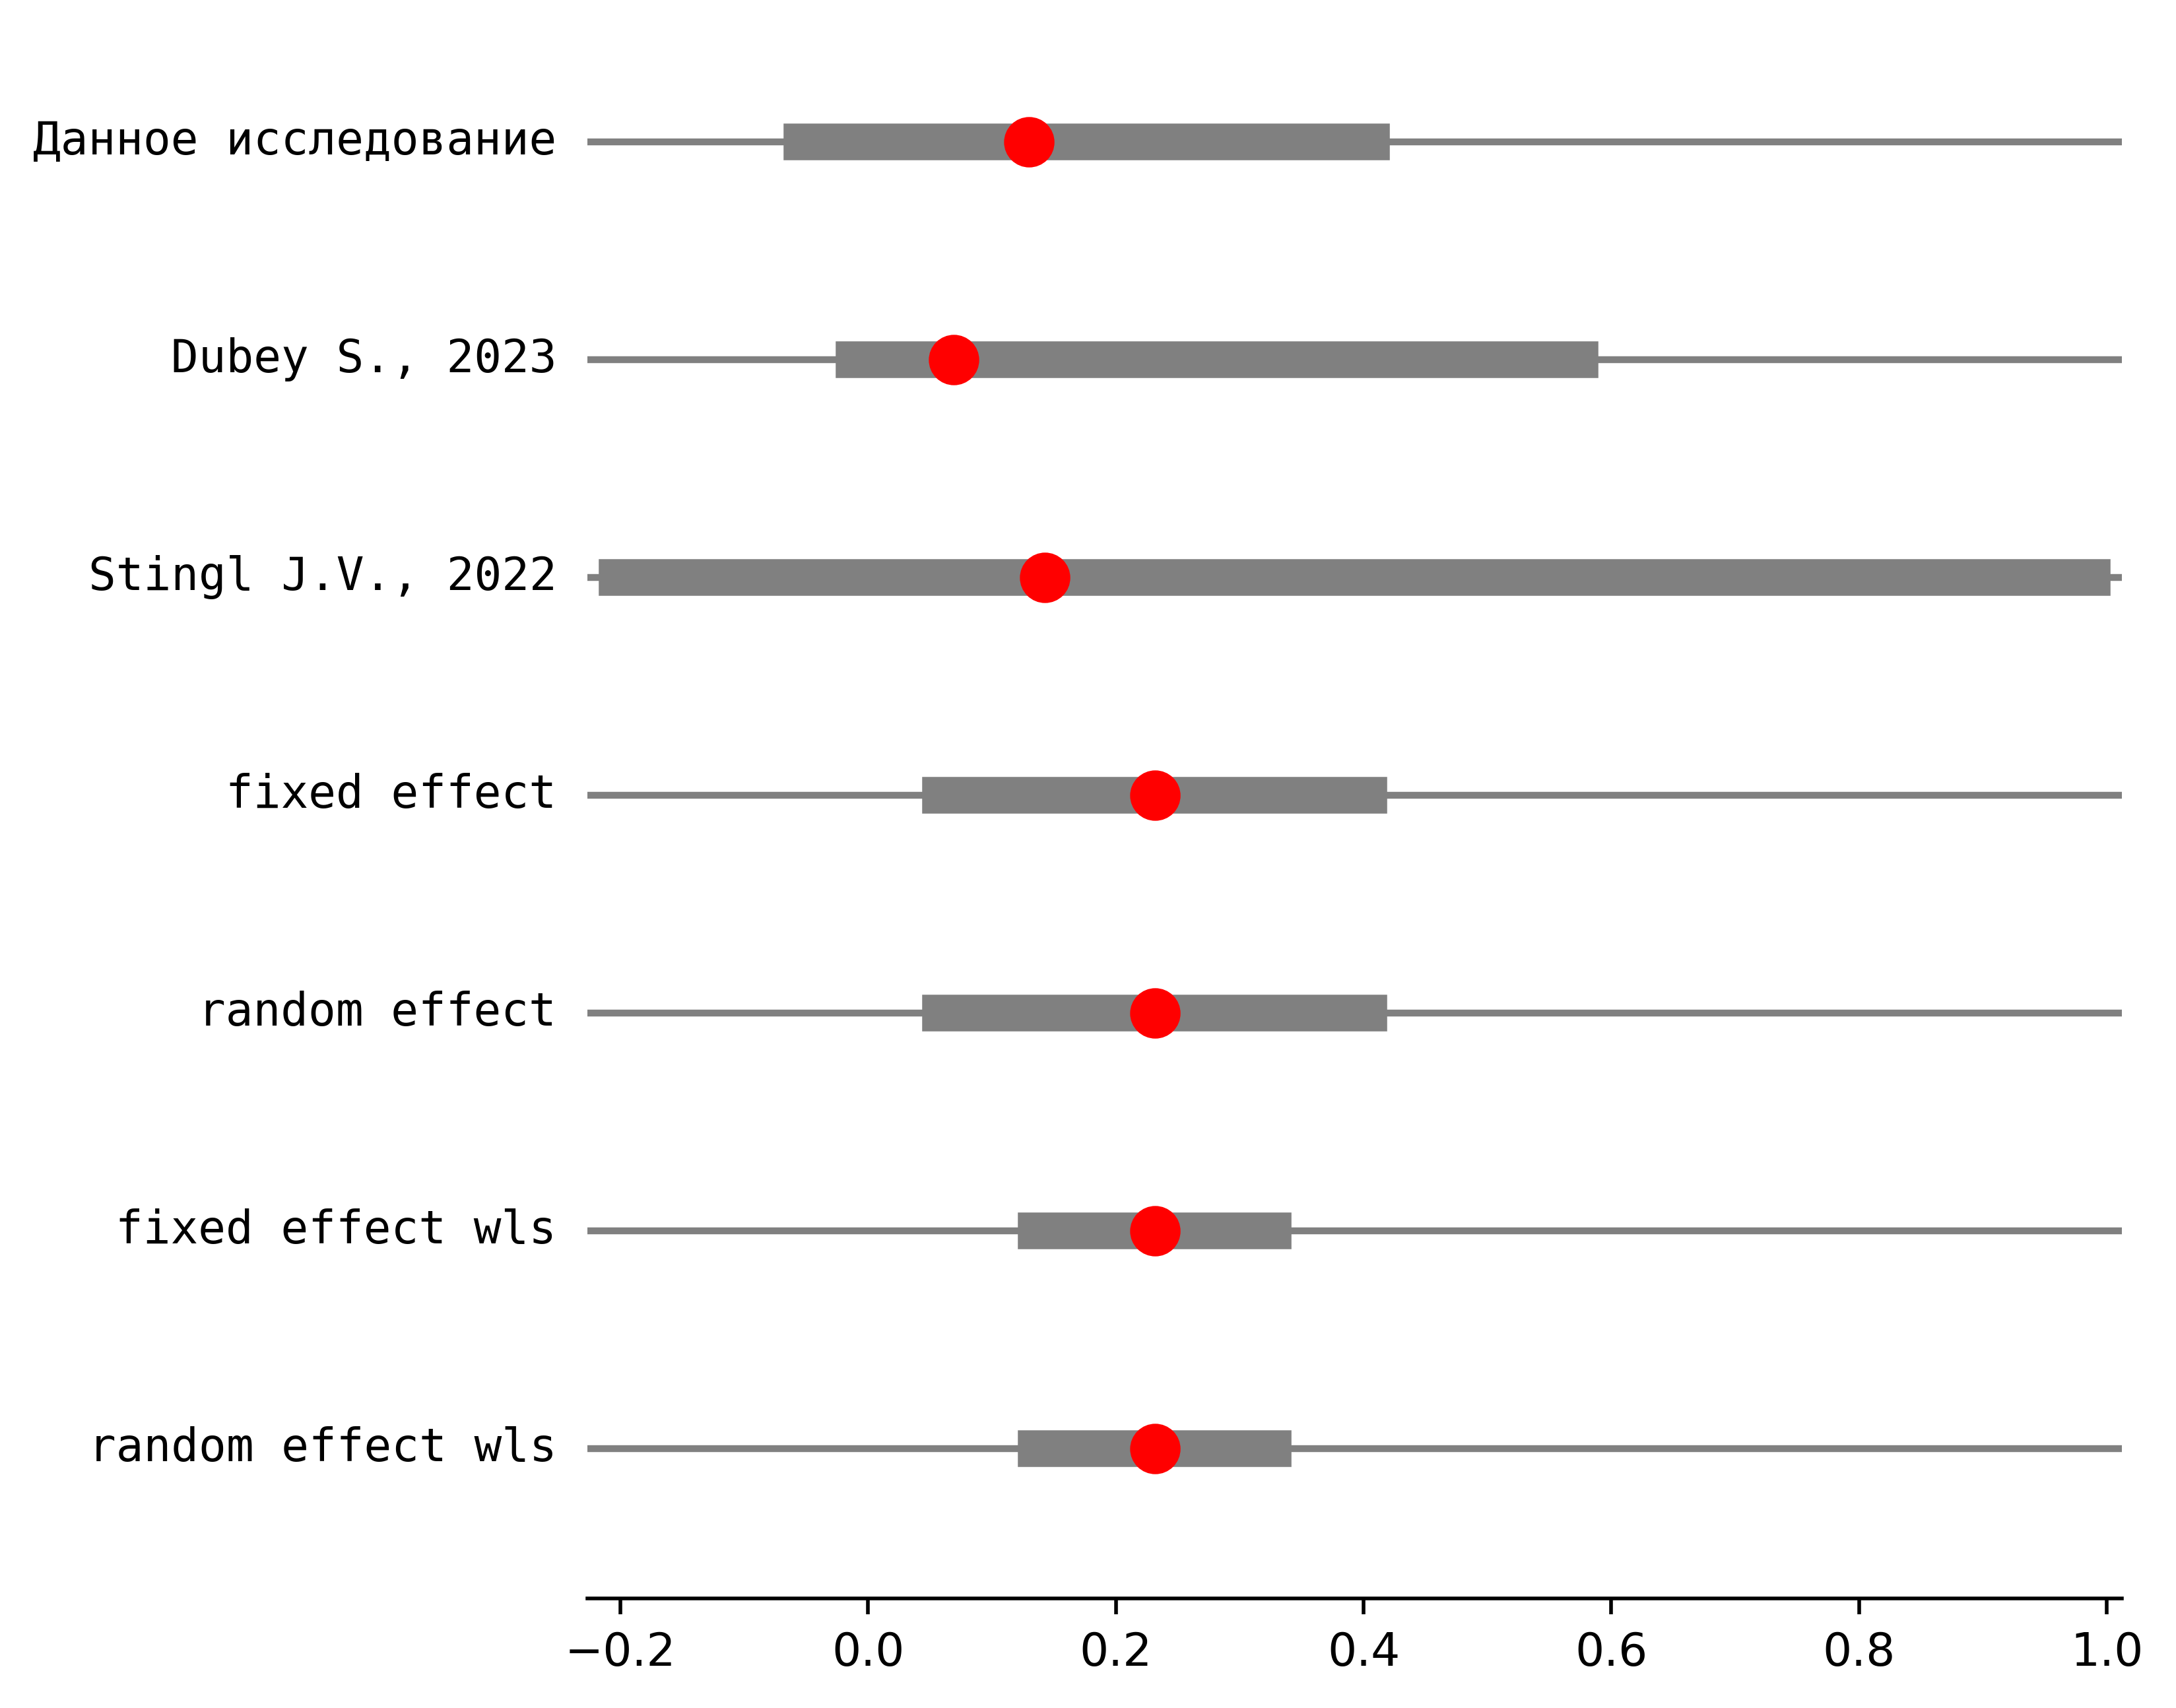 Данное исследование
Dubey S., 2023
Stingl J.V., 2022
fixed effect
random effect
fixed effect wls
random effect wls
−0.2 0.0 0.2 0.4 0.6 0.8 1.0